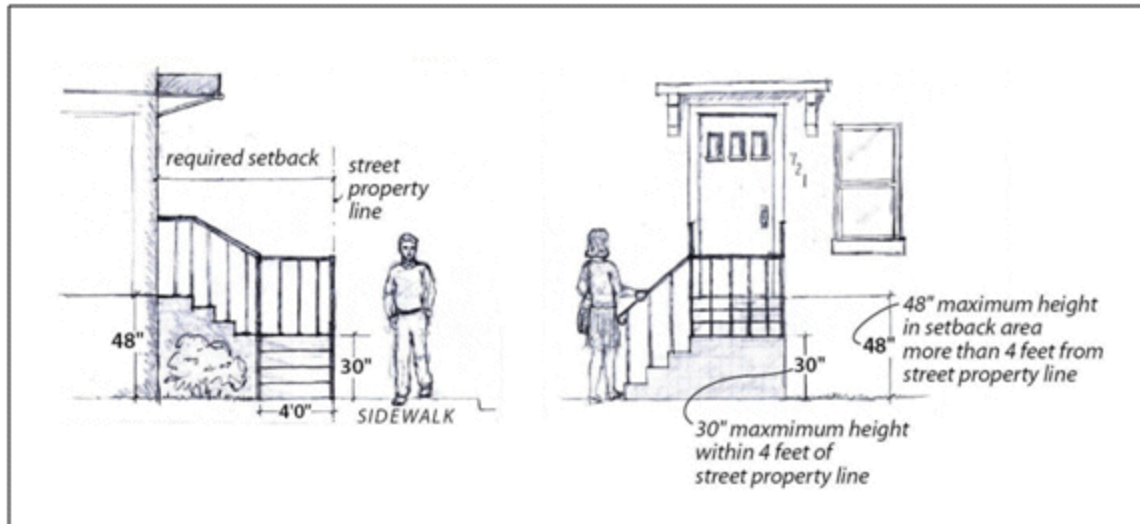 required setback
street
property
line
48"
30"
4'0"
SIDEWALK
721
48" maximum height
in setback area
more than 4 feet from
street property line
48"
30"
30" maxmimum height
within 4 feet of
street property line